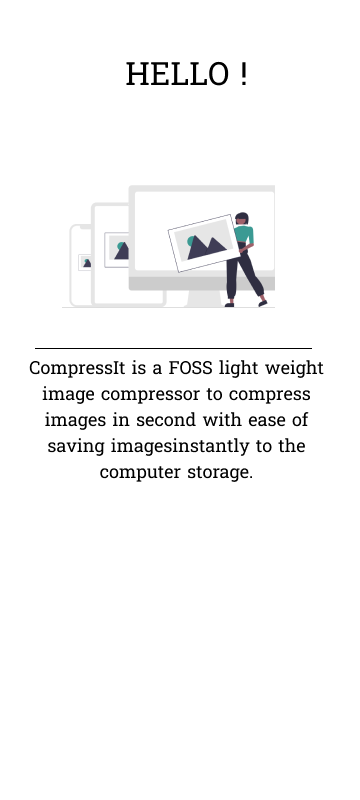 HELLO !
CompressIt is a FOSS light weight
image compressor to compress
images in second with ease of
saving imagesinstantly to the
computer storage.